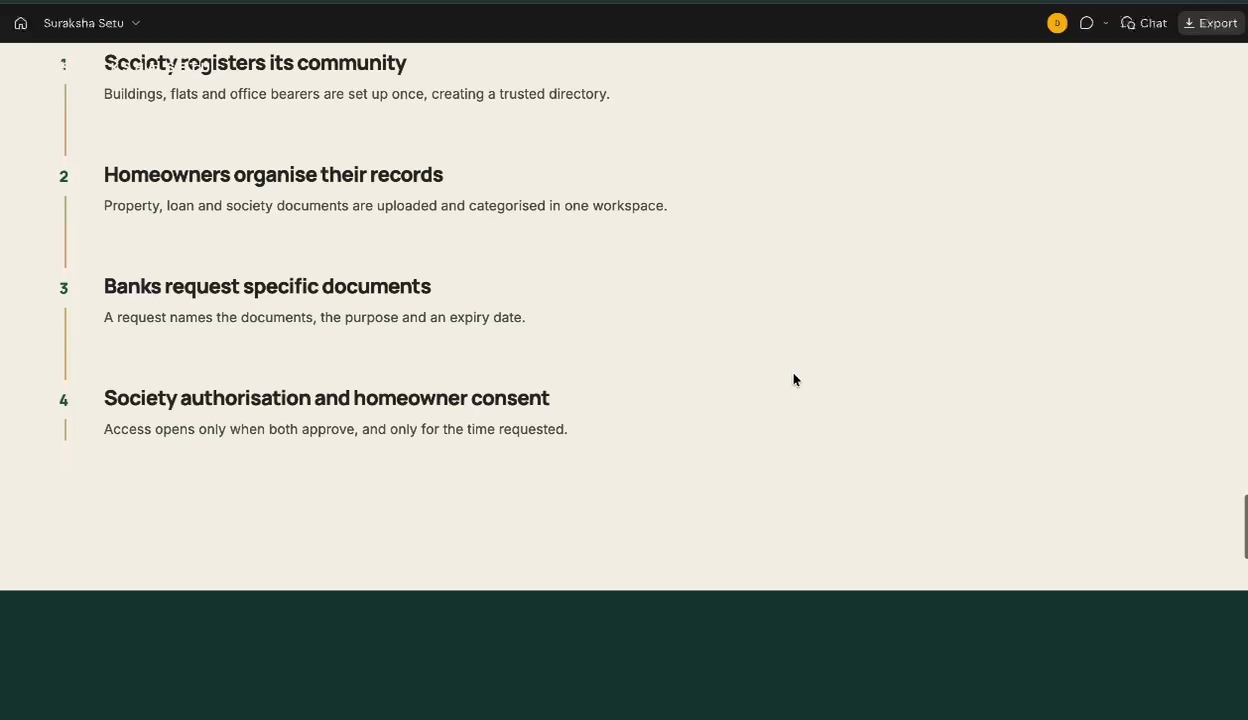 Suraksha Setu
D
Chat
Export
1
Society registers its community
Buildings, flats and office bearers are set up once, creating a trusted directory.
2
Homeowners organise their records
Property, loan and society documents are uploaded and categorised in one workspace.
3
Banks request specific documents
A request names the documents, the purpose and an expiry date.
4
Society authorisation and homeowner consent
Access opens only when both approve, and only for the time requested.